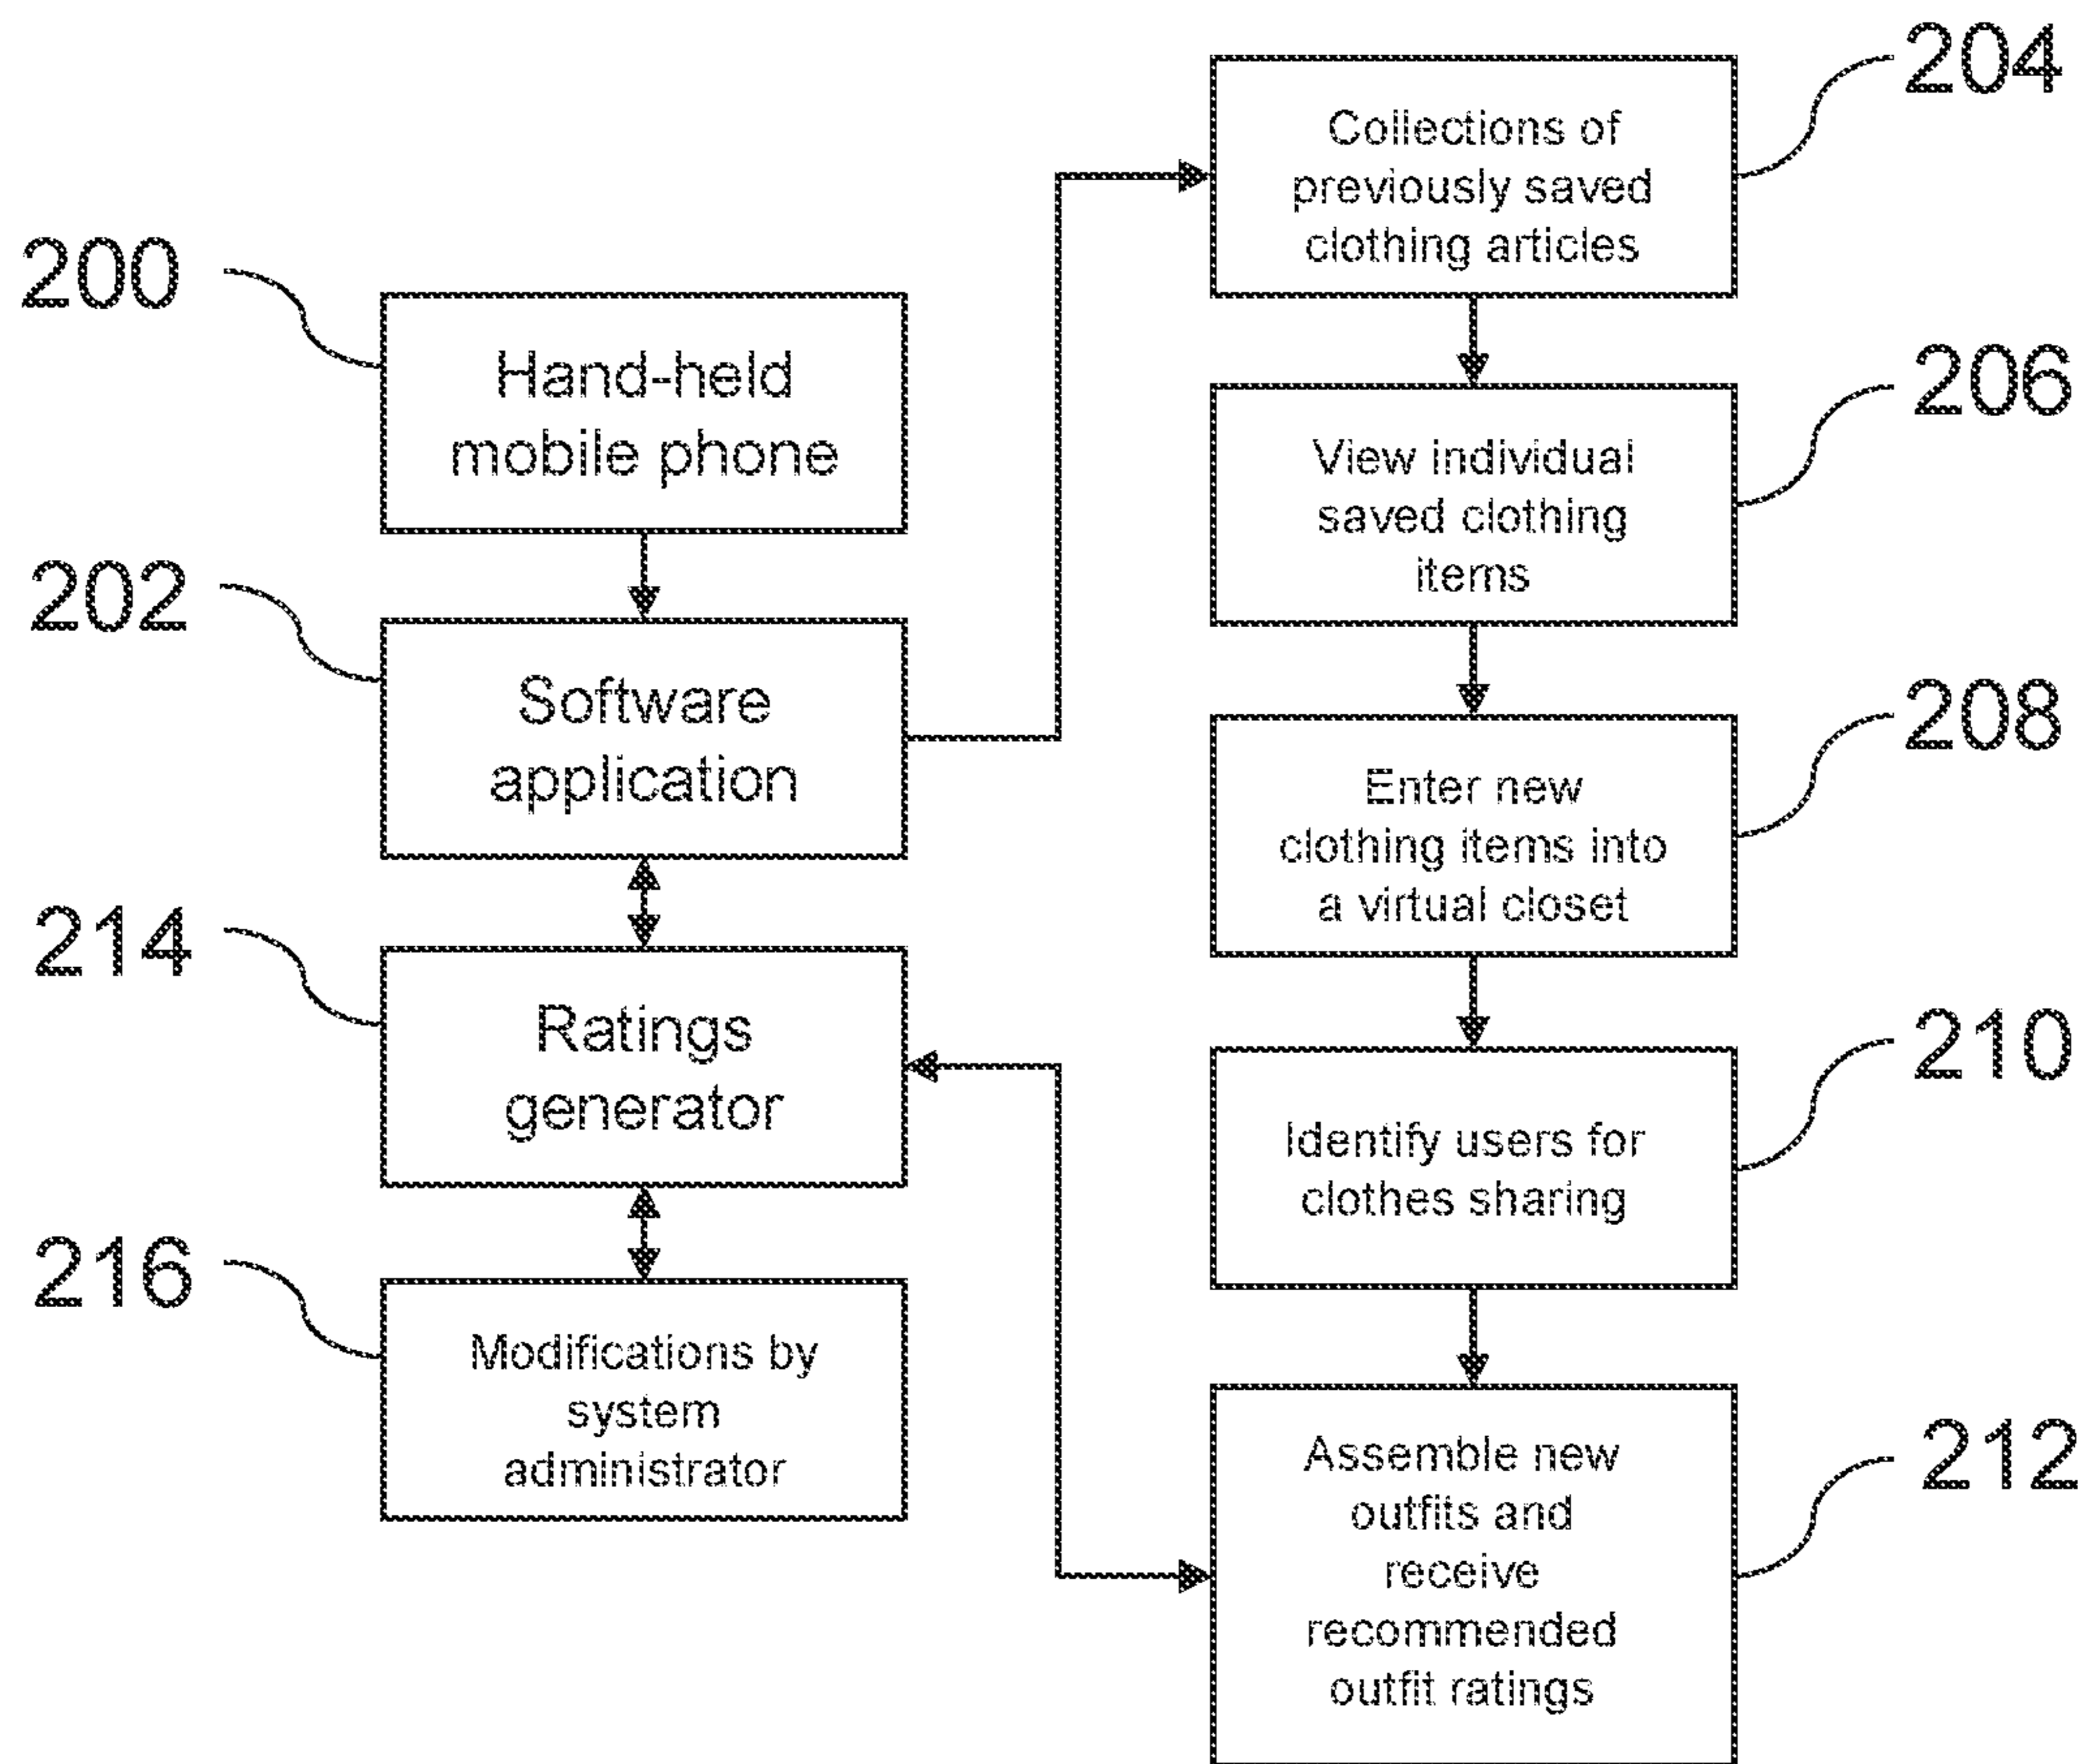 200
Hand-held
mobile phone
202
Software
application
214
Ratings
generator
216
Modifications by
system
administrator
204
Collections of
previously saved
clothing articles
206
View individual
saved clothing
items
208
Enter new
clothing items into
a virtual closet
210
Identify users for
clothes sharing
212
Assemble new
outfits and
receive
recommended
outfit ratings